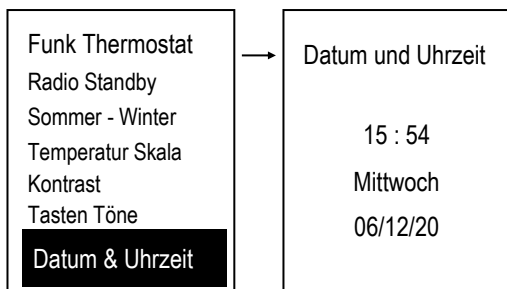 Funk Thermostat
Radio Standby
Sommer - Winter
Temperatur Skala
Kontrast
Tasten Töne
Datum & Uhrzeit
Datum und Uhrzeit
15 : 54
Mittwoch
06/12/20